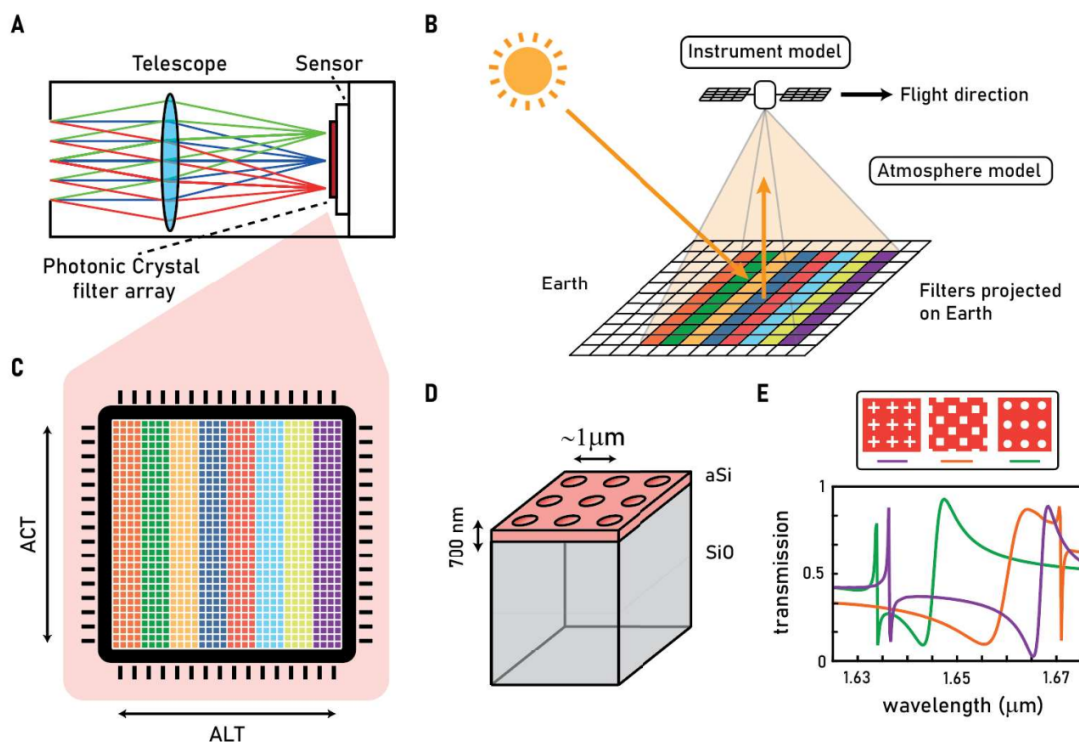 A
Telescope
Sensor
Photonic Crystal
filter array
B
Instrument model
Flight direction
Atmosphere model
Earth
Filters projected
on Earth
C
ACT
ALT
D
~1μm
700 nm
aSi
SiO
E
1
0.5
0
transmission
1.63
1.65
1.67
wavelength (μm)